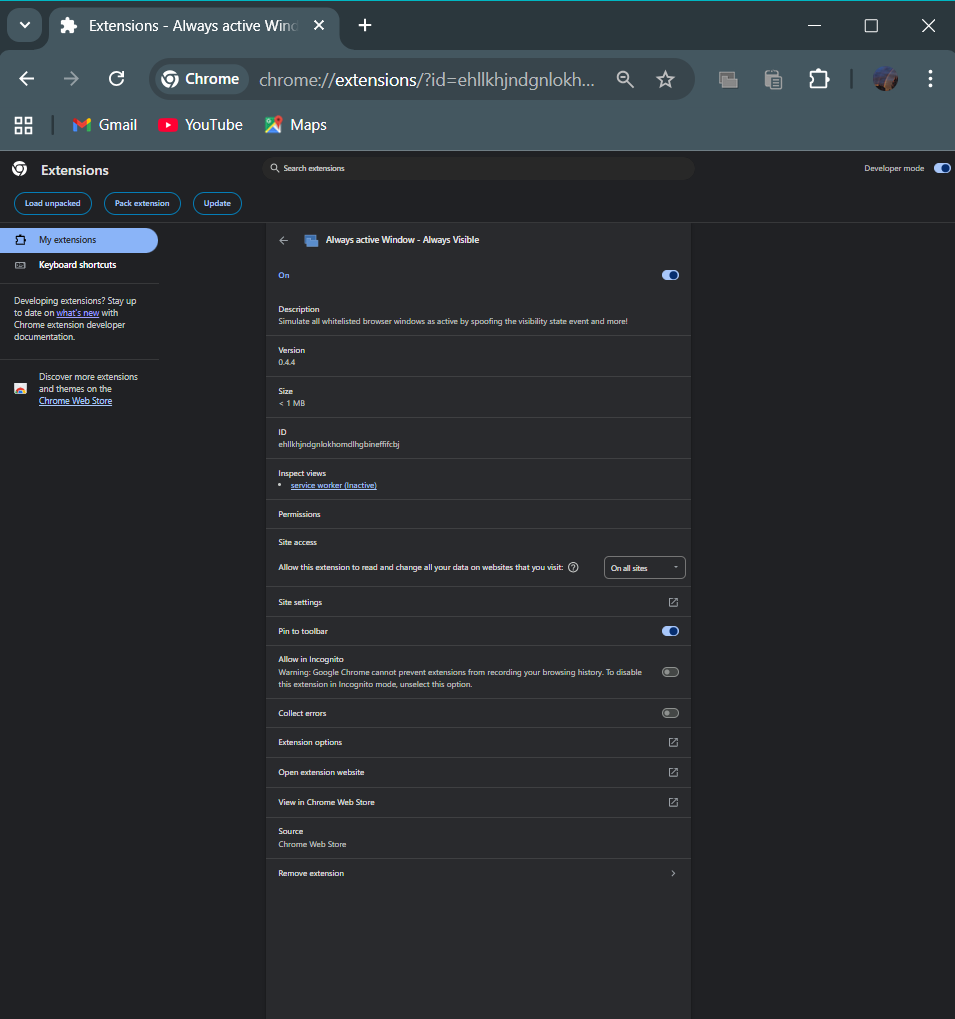 Extensions - Always active Wind
Chrome
chrome://extensions/?id=ehllkhjndgnlokh...
Gmail
YouTube
Maps
Extensions
Search extensions
Developer mode
Load unpacked
Pack extension
Update
My extensions
Keyboard shortcuts
Developing extensions? Stay up
to date on what's new with
Chrome extension developer
documentation.
Discover more extensions
and themes on the
Chrome Web Store
Always active Window - Always Visible
On
Description
Simulate all whitelisted browser windows as active by spoofing the visibility state event and more!
Version
0.4.4
Size
< 1 MB
ID
ehllkhjndgnlokhomdlhgbineffifcbj
Inspect views
• service worker (Inactive)
Permissions
Site access
Allow this extension to read and change all your data on websites that you visit:
On all sites
Site settings
Pin to toolbar
Allow in Incognito
Warning: Google Chrome cannot prevent extensions from recording your browsing history. To disable
this extension in Incognito mode, unselect this option.
Collect errors
Extension options
Open extension website
View in Chrome Web Store
Source
Chrome Web Store
Remove extension